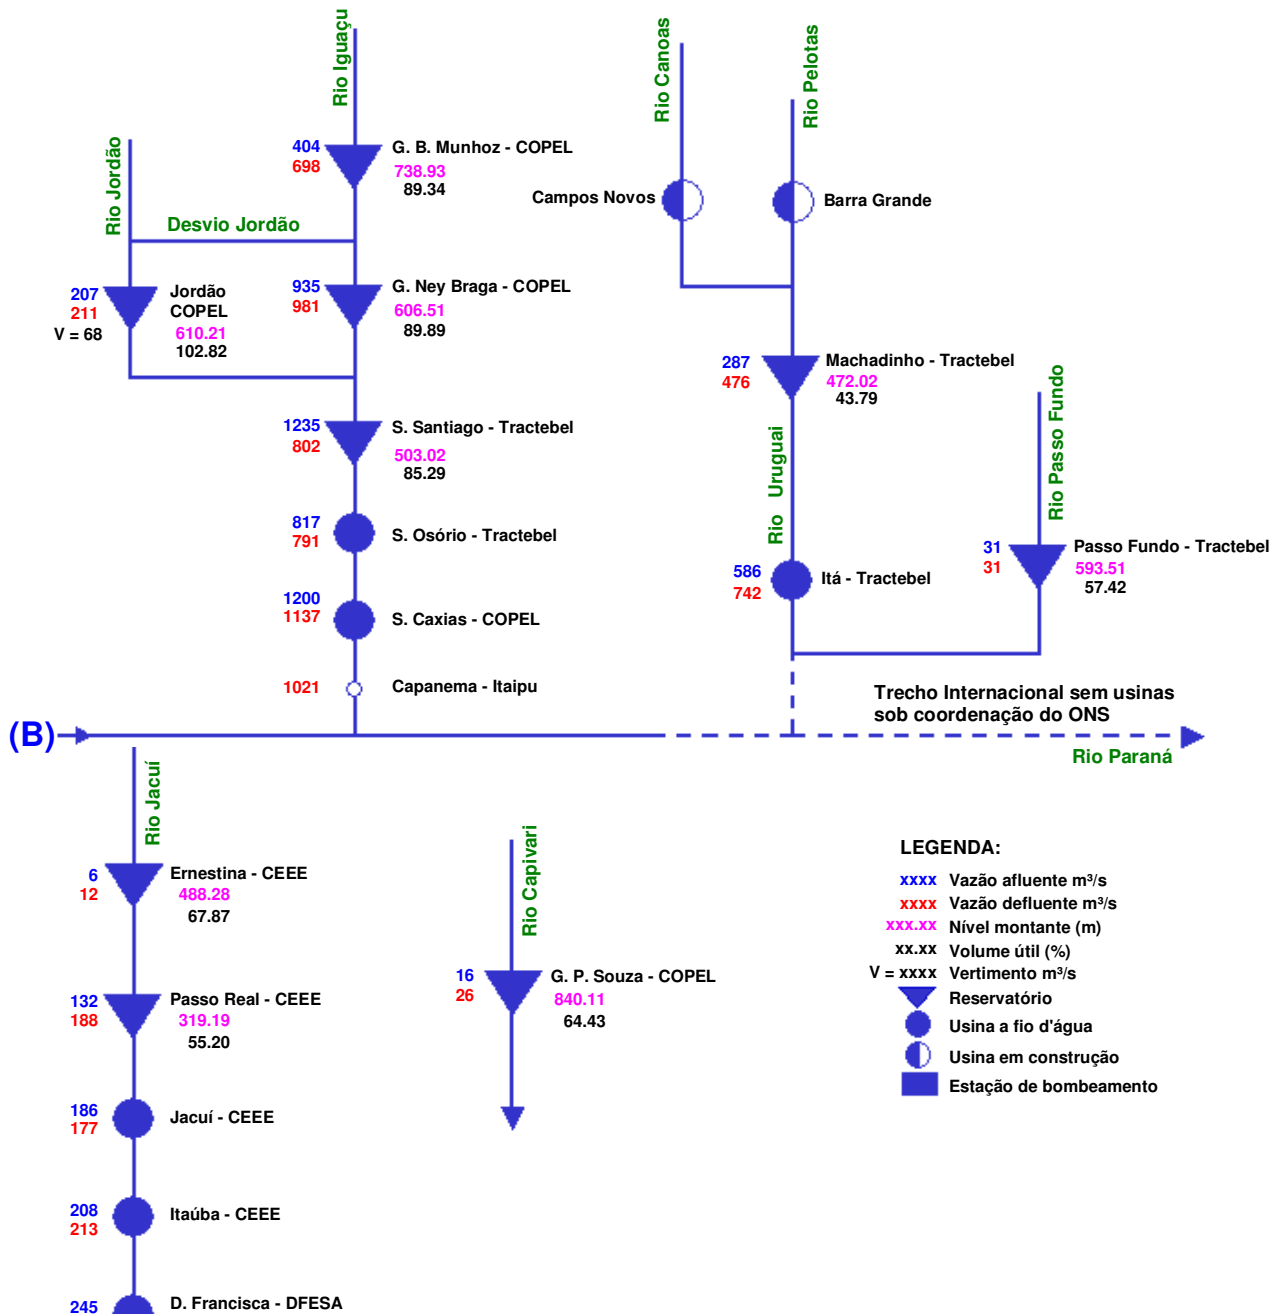 Rio Iguaçu
Rio Canoas
Rio Pelotas
Rio Jordão
404
698
G. B. Munhoz - COPEL
738.93
89.34
Campos Novos
Barra Grande
Desvio Jordão
207
211
V = 68
Jordão
COPEL
610.21
102.82
935
981
G. Ney Braga - COPEL
606.51
89.89
287
476
Machadinho - Tractebel
472.02
43.79
Rio Passo Fundo
1235
802
S. Santiago - Tractebel
503.02
85.29
Rio Uruguai
817
791
S. Osório - Tractebel
31
31
Passo Fundo - Tractebel
593.51
57.42
586
742
Itá - Tractebel
1200
1137
S. Caxias - COPEL
1021
Capanema - Itaipu
Trecho Internacional sem usinas
sob coordenação do ONS
(B)
Rio Paraná
Rio Jacuí
Rio Capivari
6
12
Ernestina - CEEE
488.28
67.87
16
26
G. P. Souza - COPEL
840.11
64.43
132
188
Passo Real - CEEE
319.19
55.20
186
177
Jacuí - CEEE
208
213
Itaúba - CEEE
245
D. Francisca - DFESA
LEGENDA:
xxxx Vazão afluente m³/s
xxxx Vazão defluente m³/s
xxx.xx Nível montante (m)
xx.xx Volume útil (%)
V = xxxx Vertimento m³/s
Reservatório
Usina a fio d'água
Usina em construção
Estação de bombeamento